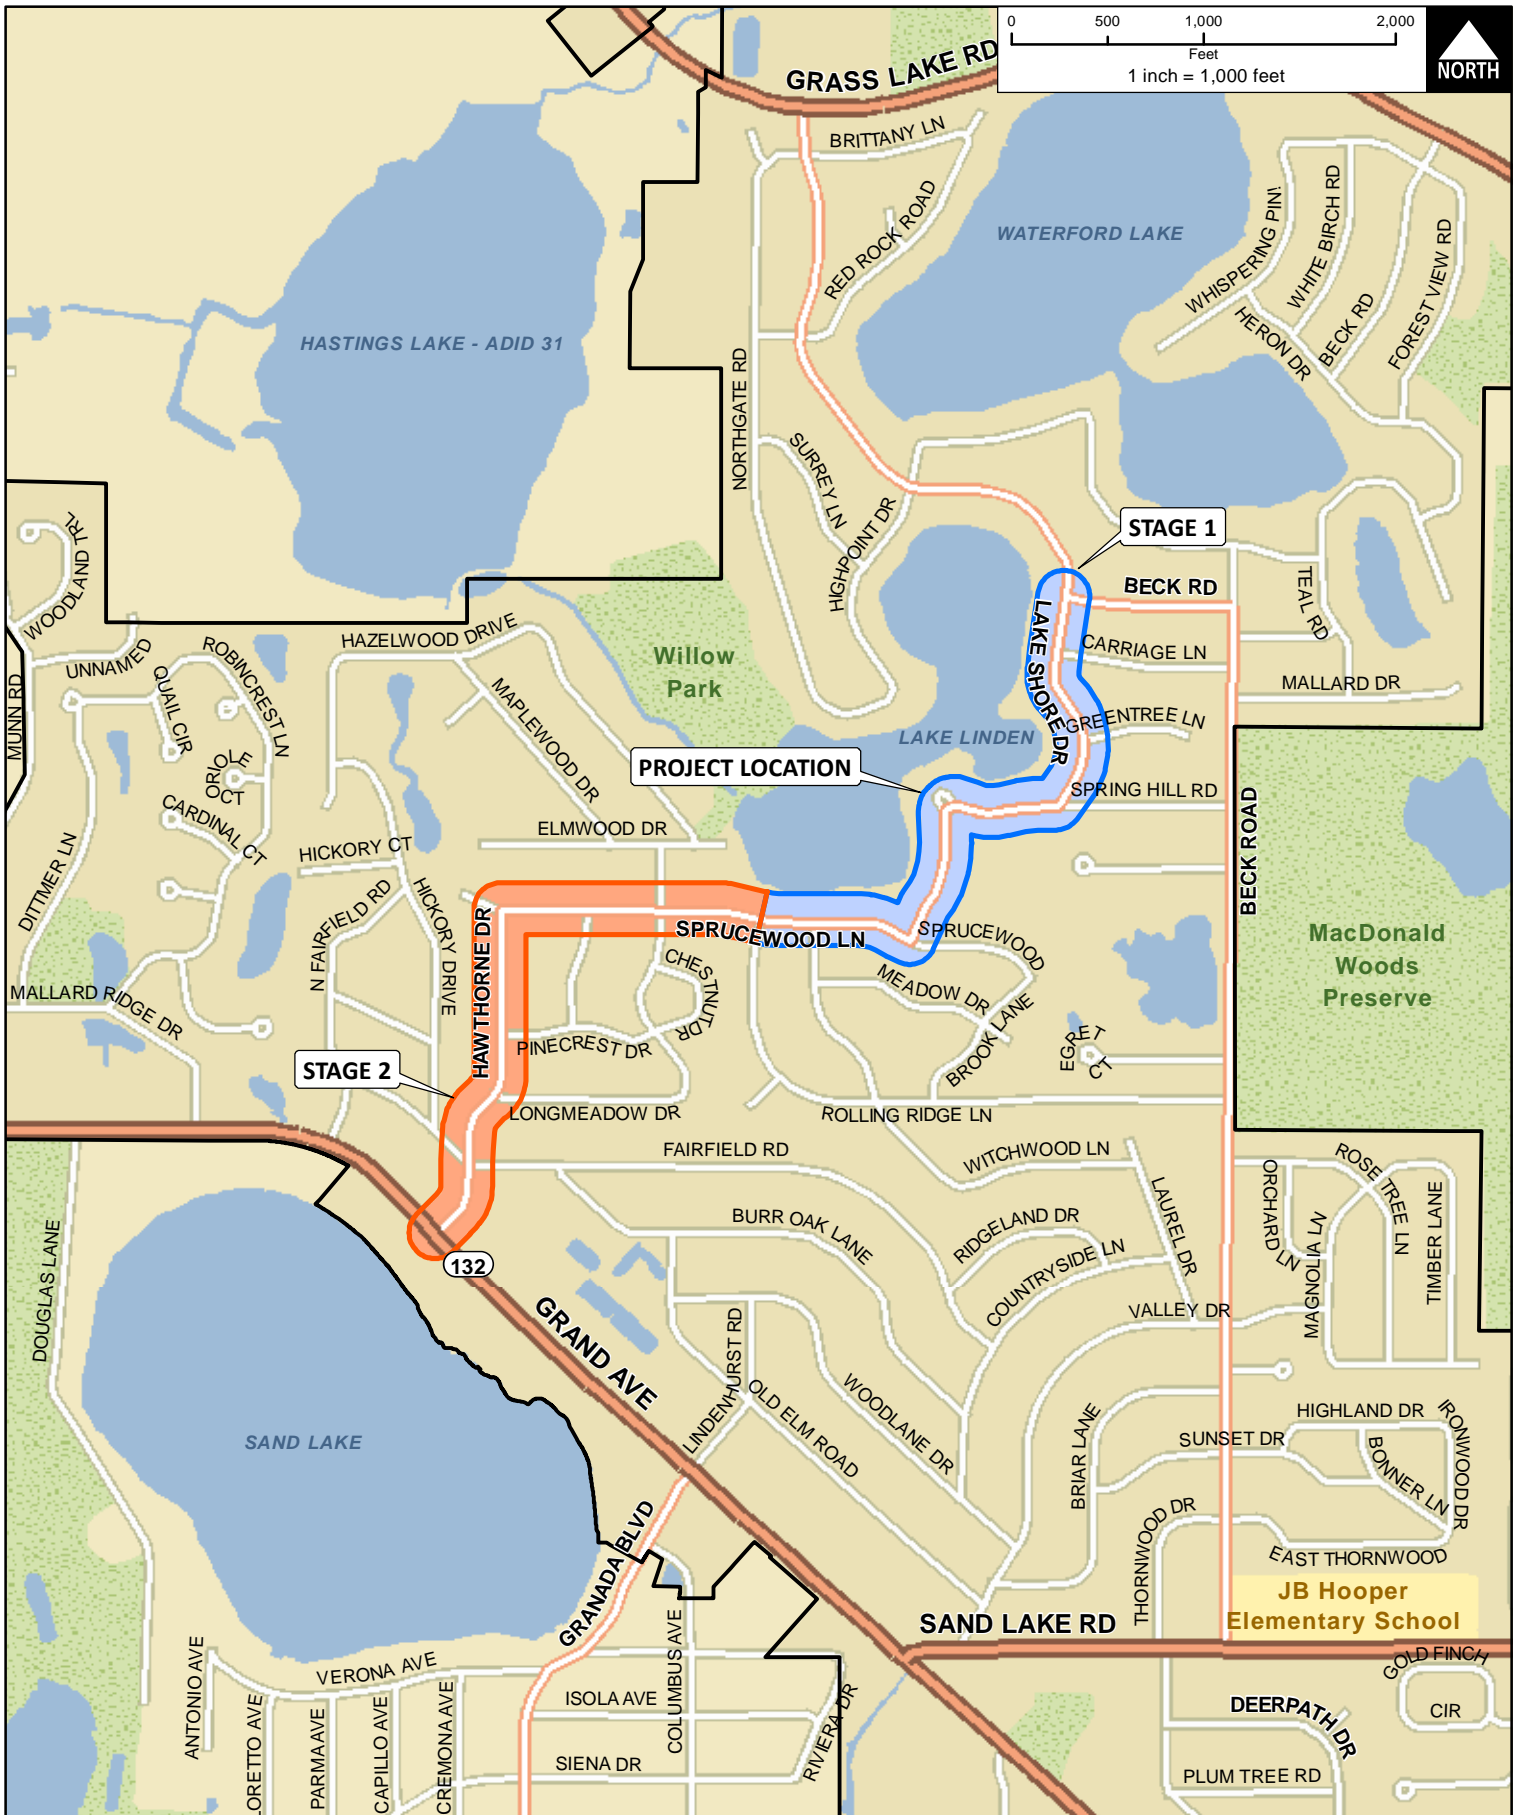 0 500 1,000 2,000
Feet
1 inch = 1,000 feet
NORTH
GRASS LAKE RD
BRITTANY LN
RED ROCK ROAD
WATERFORD LAKE
WHISPERING PIN
WHITE BIRCH RD
FOREST VIEW RD
BECK RD
HERON DR
HASTINGS LAKE - ADID 31
NORTHGATE RD
SURREY LN
HIGHPOINT DR
STAGE 1
BECK RD
TEAL RD
WOODLAND TRL
UNNAMED
MUNN RD
ROBINCREST LN
QUAIL CIR
HAZELWOOD DRIVE
MAPLEWOOD DR
Willow
Park
LAKE SHORE DR
CARRIAGE LN
MALLARD DR
GREENTREE LN
LAKE LINDEN
PROJECT LOCATION
SPRING HILL RD
ORIOLE
CT
CARDINAL CT
DITTMER LN
HICKORY CT
ELMWOOD DR
BECK ROAD
N FAIRFIELD RD
HICKORY DRIVE
HAWTHORNE DR
SPRUCEWOOD LN
SPRUCEWOOD
MacDonald
Woods
Preserve
CHESTNUT DR
MEADOW DR
BROOK LANE
EGRET
CT
MALLARD RIDGE DR
PINECREST DR
STAGE 2
LONGMEADOW DR
ROLLING RIDGE LN
FAIRFIELD RD
WITCHWOOD LN
LAUREL DR
ORCHARD LN
ROSE TREE LN
MAGNOLIA LN
TIMBER LANE
DOUGLAS LANE
BURR OAK LANE
RIDGELAND DR
COUNTRYSIDE LN
132
VALLEY DR
GRAND AVE
LINDENHURST RD
OLD ELM ROAD
WOODLANE DR
BRIAR LANE
HIGHLAND DR
IRONWOOD DR
SUNSET DR
BONNER LN
SAND LAKE
THORNWOOD DR
EAST THORNWOOD
GRANADA BLVD
JB Hooper
Elementary School
SAND LAKE RD
COLUMBUS AVE
ANTONIO AVE
VERONA AVE
GOLD FINCH
CIR
LORETTO AVE
PARMA AVE
CAPILLO AVE
CREMONA AVE
ISOLA AVE
RIVIERA DR
DEERPATH DR
SIENA DR
PLUM TREE RD